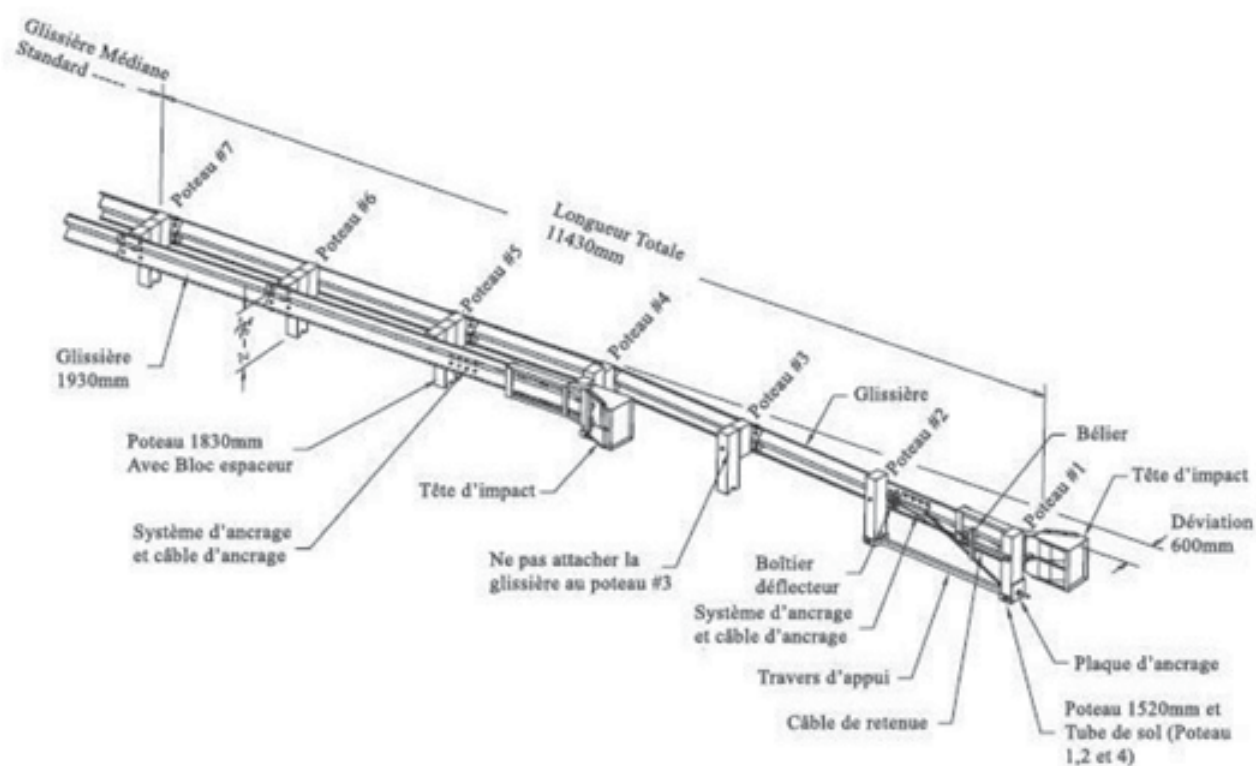 Glissière Médiane
Standard -----
Poteau #7
Poteau #6
Poteau #5
Longueur Totale
11430mm
Poteau #4
Poteau #3
Poteau #2
Poteau #1
Glissière
Bélier
Tête d'impact
Déviation
600mm
Glissière
1930mm
Poteau 1830mm
Avec Bloc espaceur
Système d'ancrage
et câble d'ancrage
Tête d'impact
Ne pas attacher la
glissière au poteau #3
Boîtier
déflecteur
Système d'ancrage
et câble d'ancrage
Travers d'appui
Câble de retenue
Plaque d'ancrage
Poteau 1520mm et
Tube de sol (Poteau
1,2 et 4)